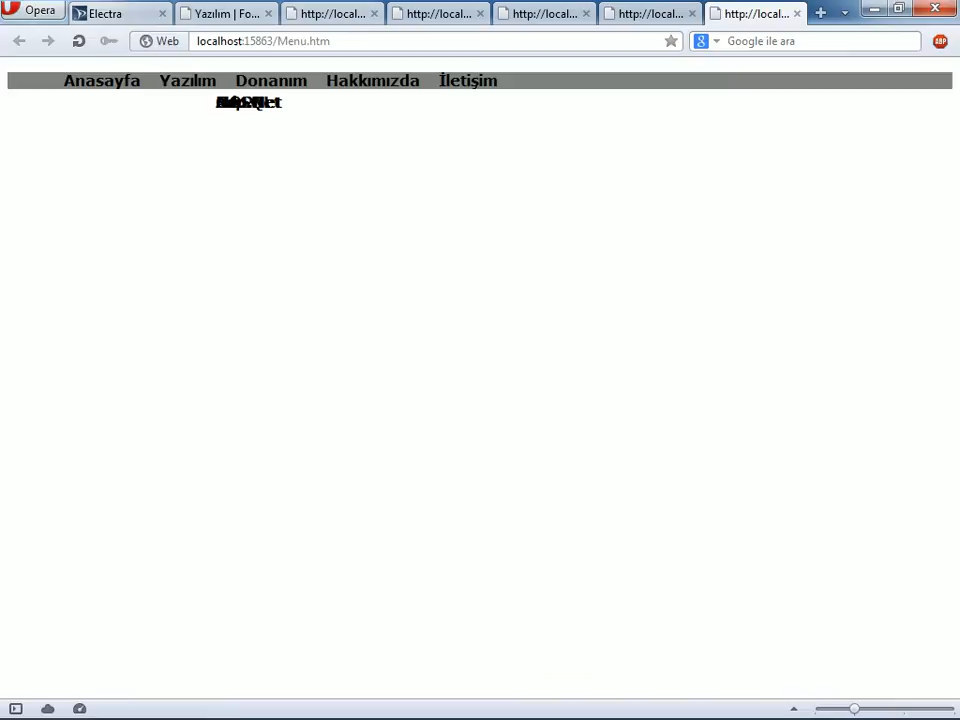 Opera
Electra
Yazılım | Fo...
http://local...
http://local...
http://local...
http://local...
http://local...
Web
localhost:15863/Menu.htm
Google ile ara
ABP
Anasayfa Yazılım Donanım Hakkımızda İletişim